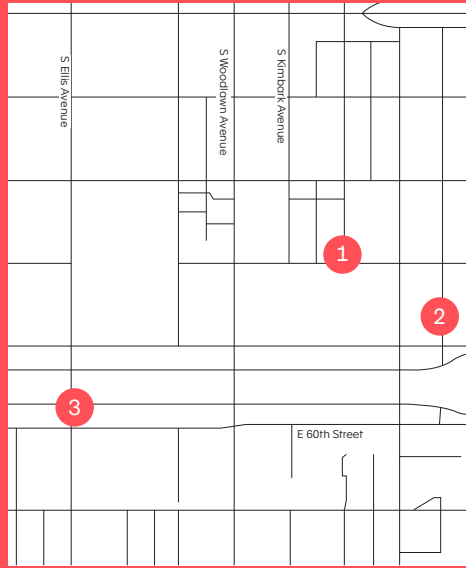 S Ellis Avenue
S Woodlawn Avenue
S Kimbark Avenue
1
2
3
E 60th Street